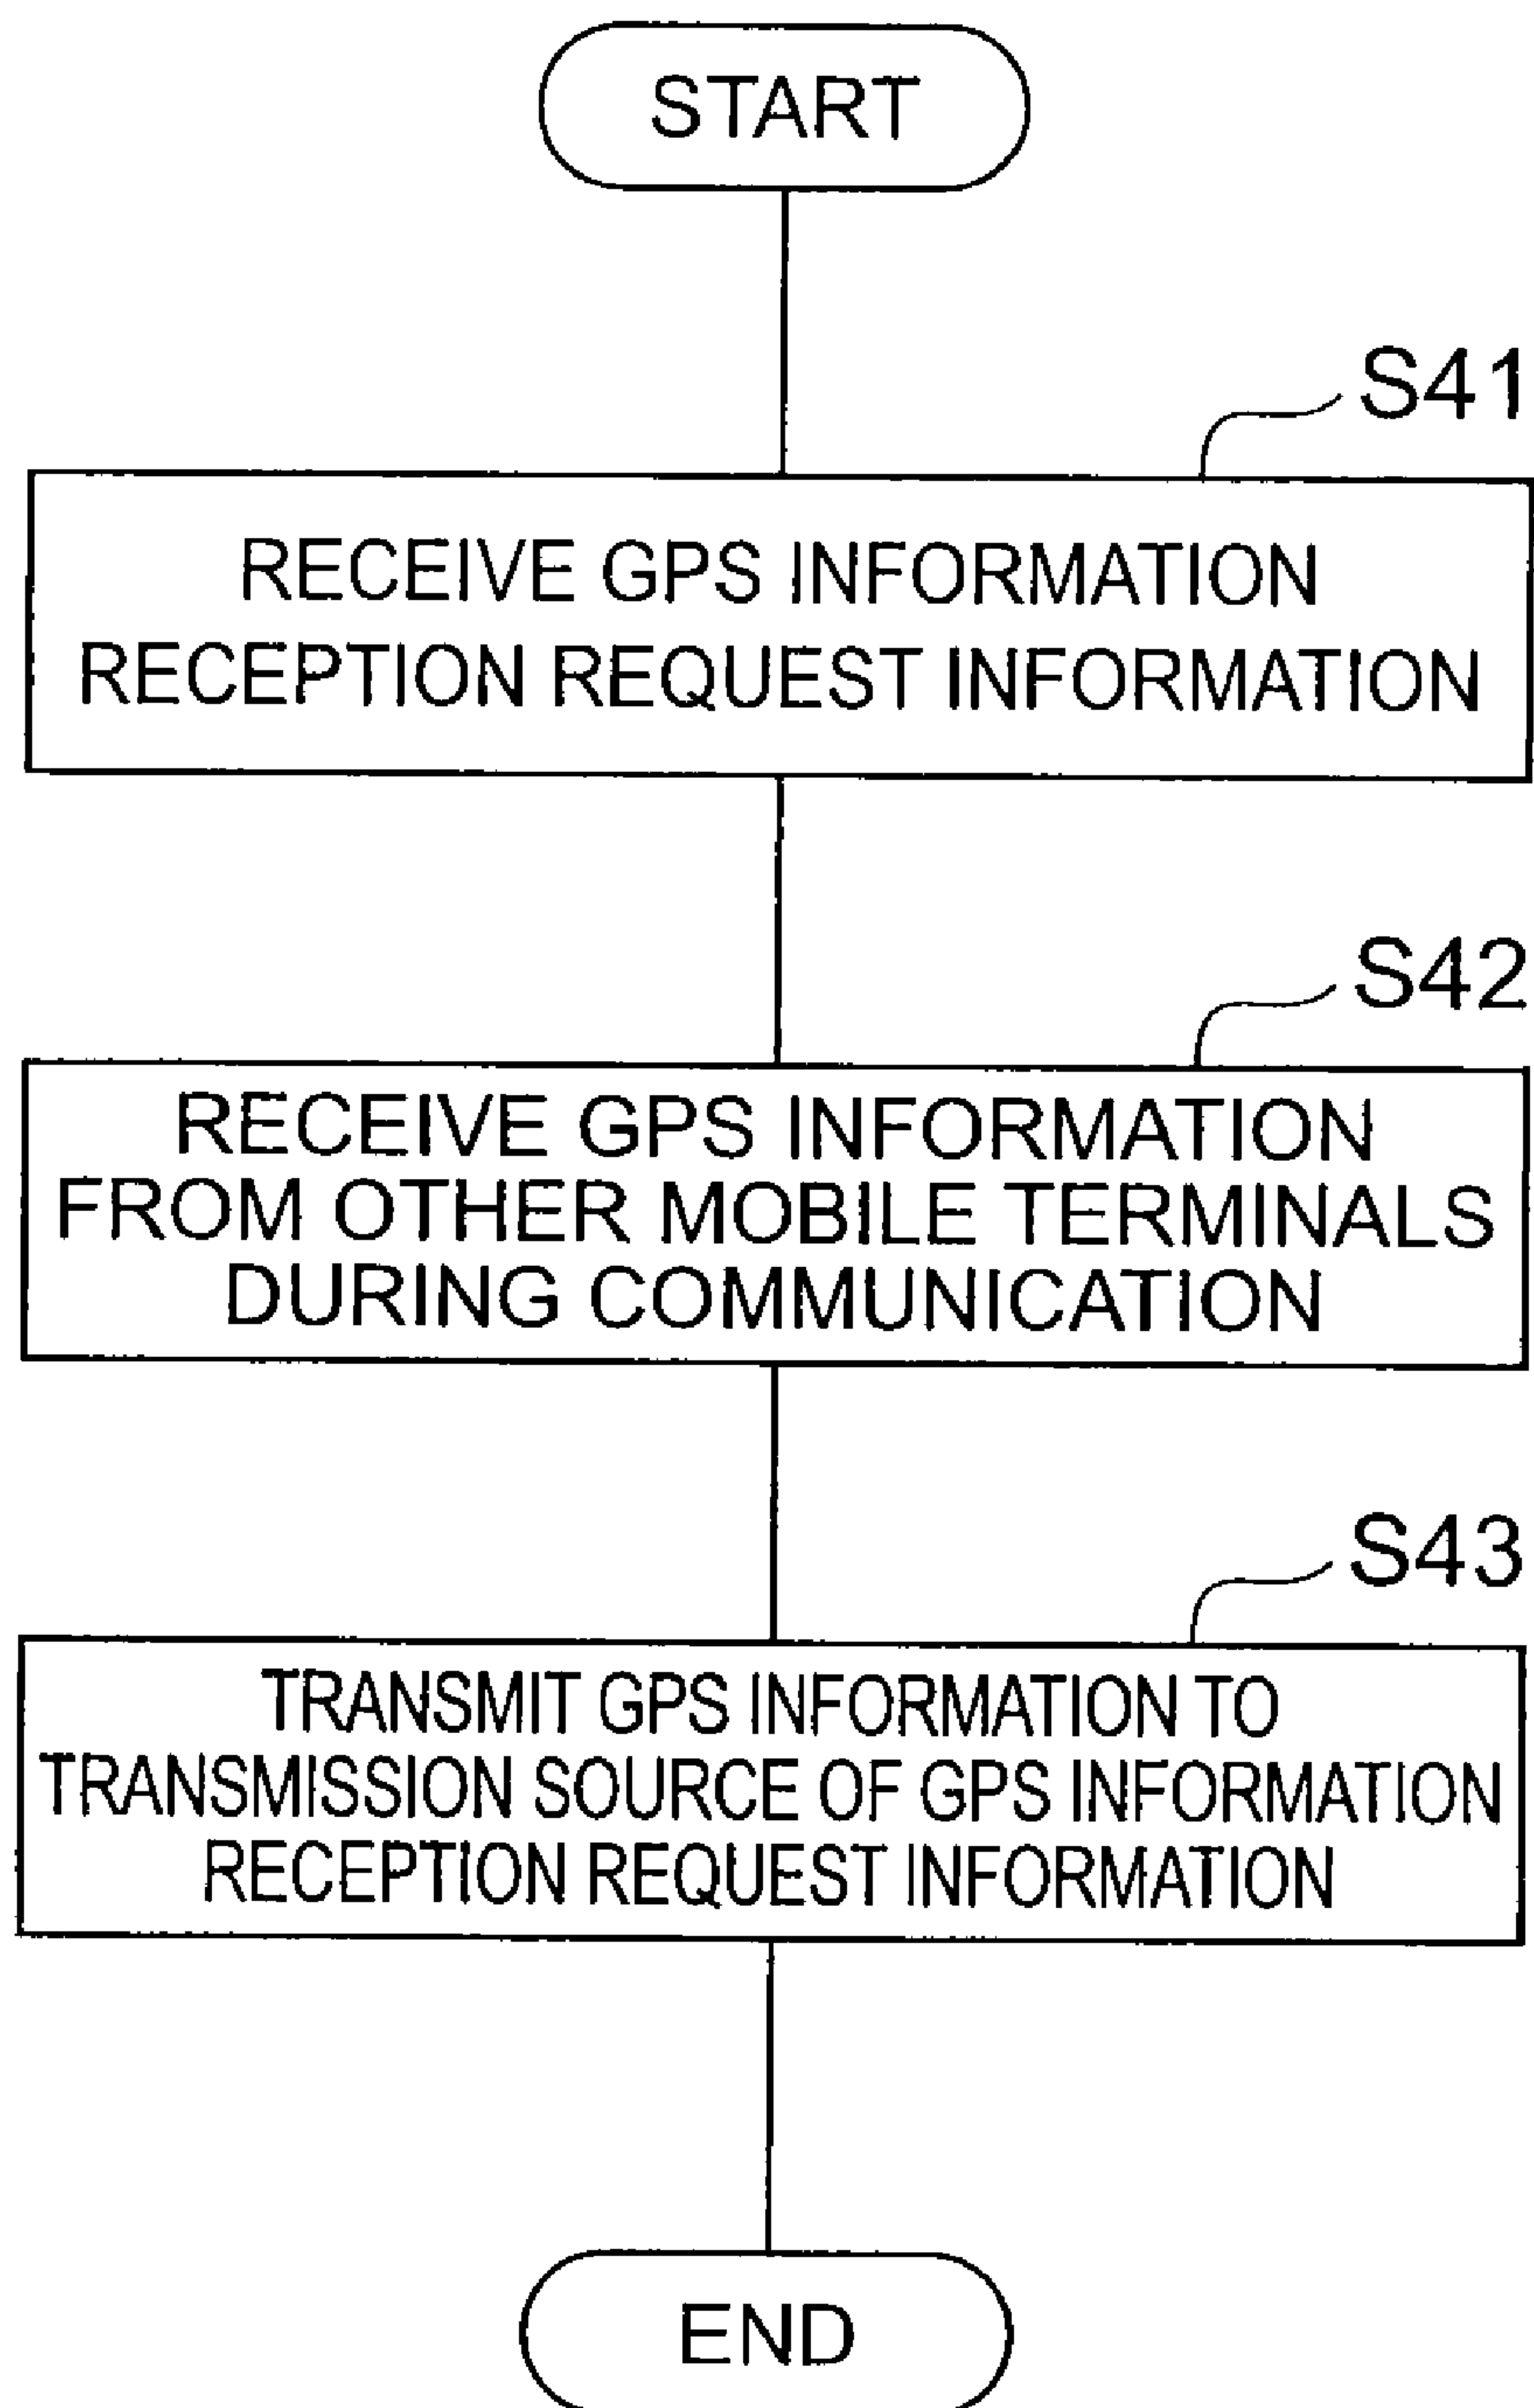 START
S41
RECEIVE GPS INFORMATION
RECEPTION REQUEST INFORMATION
S42
RECEIVE GPS INFORMATION
FROM OTHER MOBILE TERMINALS
DURING COMMUNICATION
S43
TRANSMIT GPS INFORMATION TO
TRANSMISSION SOURCE OF GPS INFORMATION
RECEPTION REQUEST INFORMATION
END